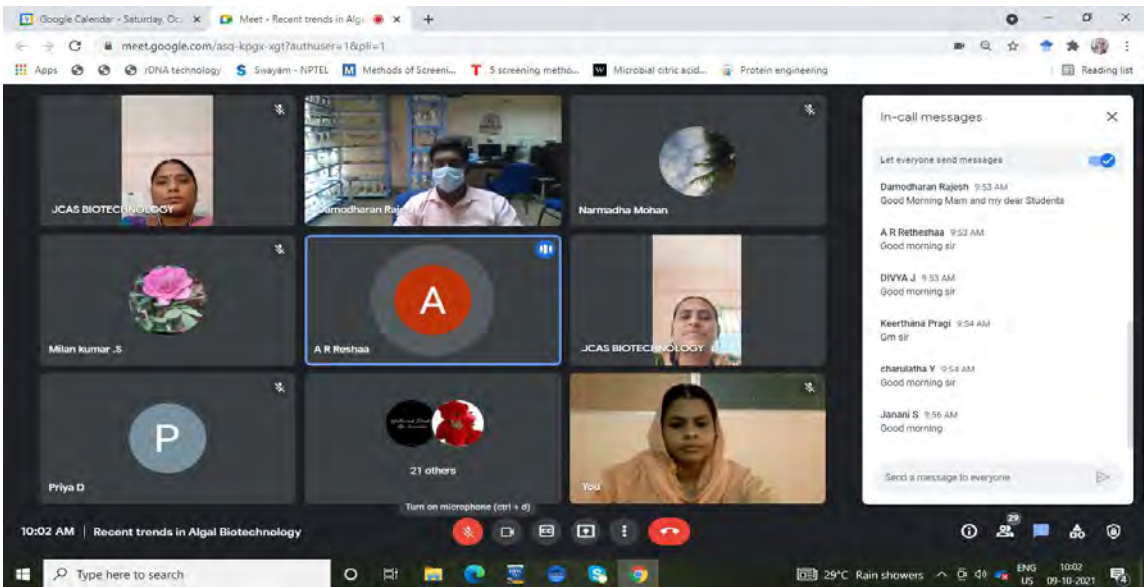 Google Calendar - Saturday, Oc
Meet - Recent trends in Alg
meet.google.com/asq-kpgx-xgt?authuser=1&pli=1
Apps
rDNA technology
Swayam - NPTEL
Methods of Screeni...
5 screening metho...
Microbial citric acid...
Protein engineering
Reading list
JCAS BIOTECHNOLOGY
Damodharan Rajesh
Narmadha Mohan
Milan kumar .S
A
A R Reshaa
JCAS BIOTECHNOLOGY
P
Priya D
21 others
You
Turn on microphone (ctrl + d)
In-call messages
Let everyone send messages
Damodharan Rajesh 9:53 AM
Good Morning Mam and my dear Students
A R Retheshaa 9:53 AM
Good morning sir
DIVYA J 9:53 AM
Good morning sir
Keerthana Pragi 9:54 AM
Gm sir
charulatha Y 9:54 AM
Good morning sir
Janani S 9:56 AM
Good morning
Send a message to everyone
10:02 AM | Recent trends in Algal Biotechnology
29
Type here to search
29°C Rain showers
ENG
US
10:02
09-10-2021
4